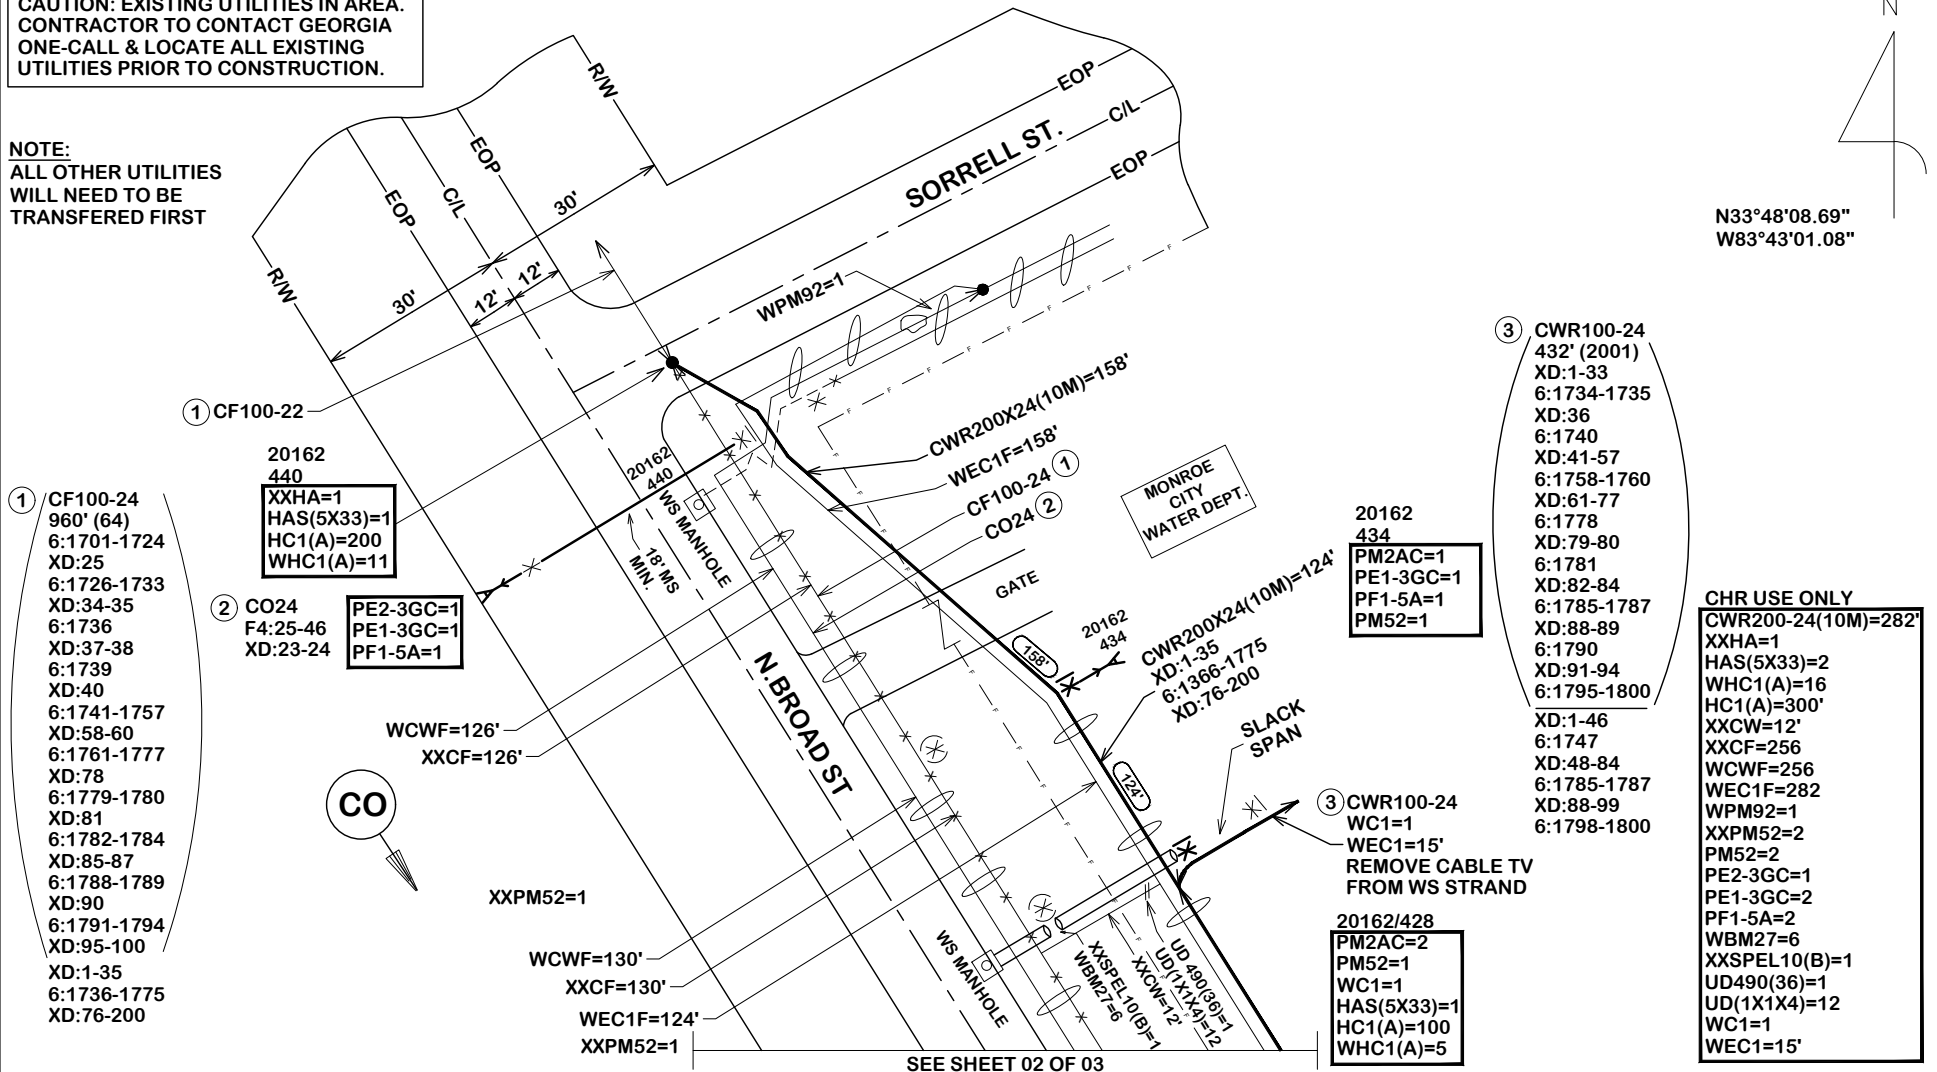 CAUTION: EXISTING UTILITIES IN AREA.
CONTRACTOR TO CONTACT GEORGIA
ONE-CALL & LOCATE ALL EXISTING
UTILITIES PRIOR TO CONSTRUCTION.
NOTE:
ALL OTHER UTILITIES
WILL NEED TO BE
TRANSFERED FIRST
N
N33°48'08.69"
W83°43'01.08"
R/W
EOP
C/L
EOP
R/W
30'
30'
12'
12'
EOP
C/L
EOP
SORRELL ST.
WPM92=1
1 CF100-22
20162
440
XXHA=1
HAS(5X33)=1
HC1(A)=200
WHC1(A)=11
1 CF100-24
960' (64)
6:1701-1724
XD:25
6:1726-1733
XD:34-35
6:1736
XD:37-38
6:1739
XD:40
6:1741-1757
XD:58-60
6:1761-1777
XD:78
6:1779-1780
XD:81
6:1782-1784
XD:85-87
6:1788-1789
XD:90
6:1791-1794
XD:95-100
XD:1-35
6:1736-1775
XD:76-200
2 CO24
F4:25-46
XD:23-24
PE2-3GC=1
PE1-3GC=1
PF1-5A=1
20162
440
WS MANHOLE
18' MS
MIN.
CWR200X24(10M)=158'
WEC1F=158'
CF100-24 1
CO24 2
MONROE
CITY
WATER DEPT.
GATE
158'
20162
434
CWR200X24(10M)=124'
XD:1-35
6:1366-1775
XD:76-200
124'
SLACK
SPAN
N. BROAD ST
WCWF=126'
XXCF=126'
CO
XXPM52=1
WCWF=130'
XXCF=130'
WEC1F=124'
XXPM52=1
WS MANHOLE
XXSPEL10(B)=1
WBM27=6
XXCW=12'
UD 490(36)=1
UD(1X1X4)=12
SEE SHEET 02 OF 03
20162
434
PM2AC=1
PE1-3GC=1
PF1-5A=1
PM52=1
3 CWR100-24
WC1=1
WEC1=15'
REMOVE CABLE TV
FROM WS STRAND
20162/428
PM2AC=2
PM52=1
WC1=1
HAS(5X33)=1
HC1(A)=100
WHC1(A)=5
3 CWR100-24
432' (2001)
XD:1-33
6:1734-1735
XD:36
6:1740
XD:41-57
6:1758-1760
XD:61-77
6:1778
XD:79-80
6:1781
XD:82-84
6:1785-1787
XD:88-89
6:1790
XD:91-94
6:1795-1800
XD:1-46
6:1747
XD:48-84
6:1785-1787
XD:88-99
6:1798-1800
CHR USE ONLY
CWR200-24(10M)=282'
XXHA=1
HAS(5X33)=2
WHC1(A)=16
HC1(A)=300'
XXCW=12'
XXCF=256
WCWF=256
WEC1F=282
WPM92=1
XXPM52=2
PM52=2
PE2-3GC=1
PE1-3GC=2
PF1-5A=2
WBM27=6
XXSPEL10(B)=1
UD490(36)=1
UD(1X1X4)=12
WC1=1
WEC1=15'